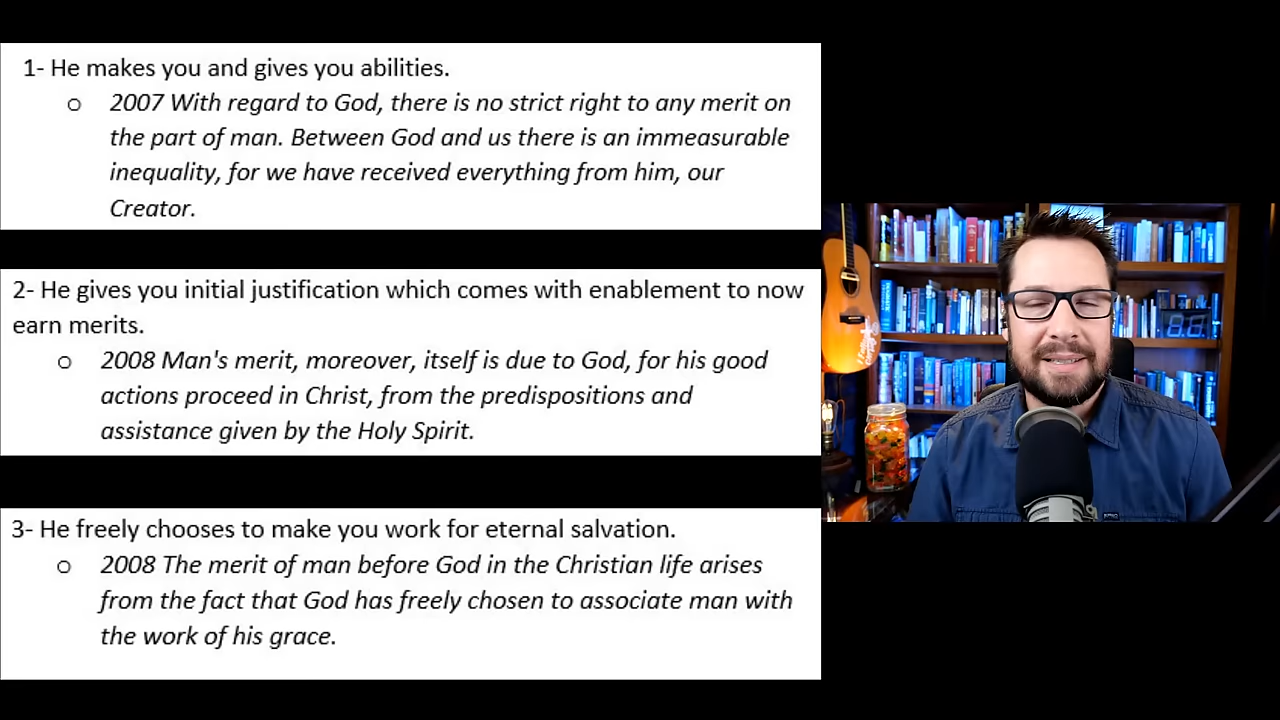 1- He makes you and gives you abilities.
o 2007 With regard to God, there is no strict right to any merit on
the part of man. Between God and us there is an immeasurable
inequality, for we have received everything from him, our
Creator.
2- He gives you initial justification which comes with enablement to now
earn merits.
o 2008 Man's merit, moreover, itself is due to God, for his good
actions proceed in Christ, from the predispositions and
assistance given by the Holy Spirit.
3- He freely chooses to make you work for eternal salvation.
o 2008 The merit of man before God in the Christian life arises
from the fact that God has freely chosen to associate man with
the work of his grace.